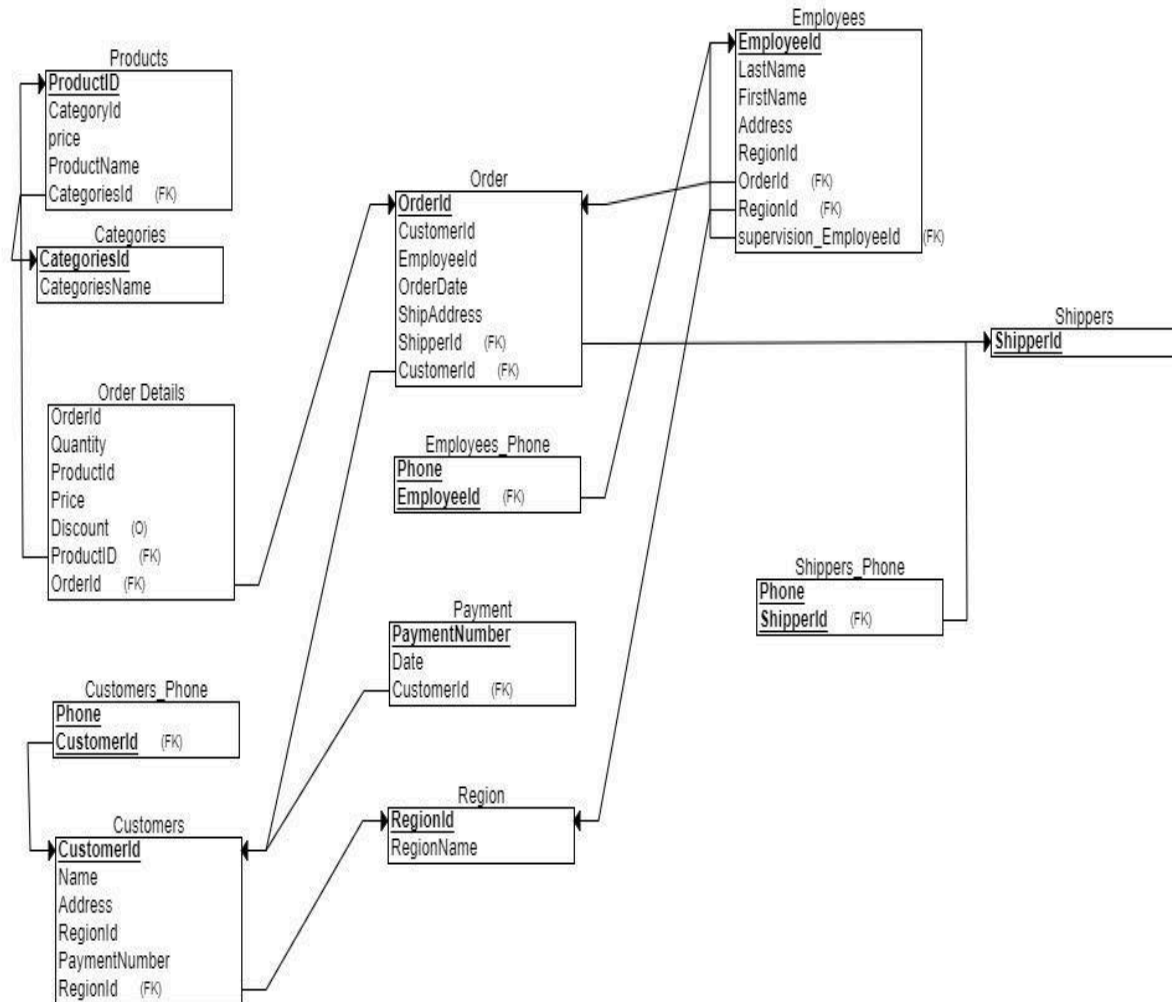 Products
ProductID
CategoryId
price
ProductName
CategoriesId (FK)
Categories
CategoriesId
CategoriesName
Order Details
OrderId
Quantity
ProductId
Price
Discount (O)
ProductID (FK)
OrderId (FK)
Customers_Phone
Phone
CustomerId (FK)
Customers
CustomerId
Name
Address
RegionId
PaymentNumber
RegionId (FK)
Order
OrderId
CustomerId
EmployeeId
OrderDate
ShipAddress
ShipperId (FK)
CustomerId (FK)
Employees_Phone
Phone
EmployeeId (FK)
Payment
PaymentNumber
Date
CustomerId (FK)
Region
RegionId
RegionName
Employees
EmployeeId
LastName
FirstName
Address
RegionId
OrderId (FK)
RegionId (FK)
supervision_EmployeeId (FK)
Shippers
ShipperId
Shippers_Phone
Phone
ShipperId (FK)